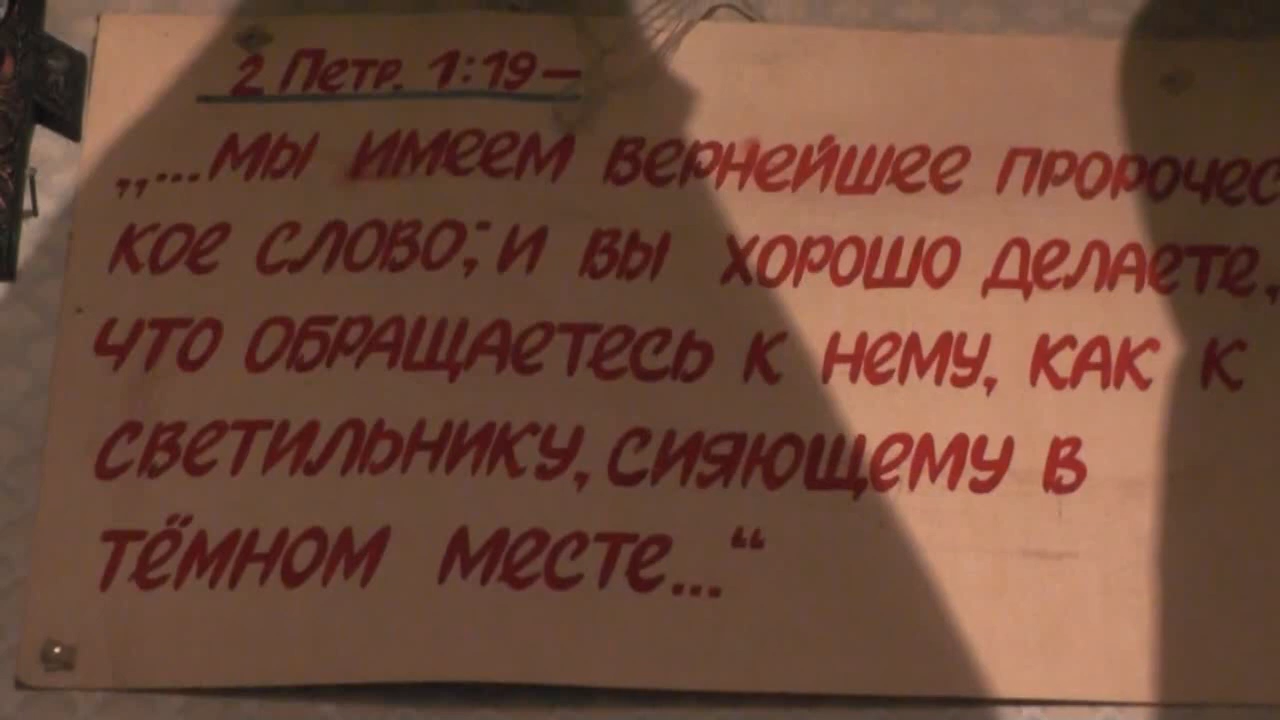 2 Петр. 1:19 —
„...мы имеем вернейшее пророчес
кое слово; и вы хорошо делаете,
что обращаетесь к нему, как к
светильнику, сияющему в
тёмном месте...“